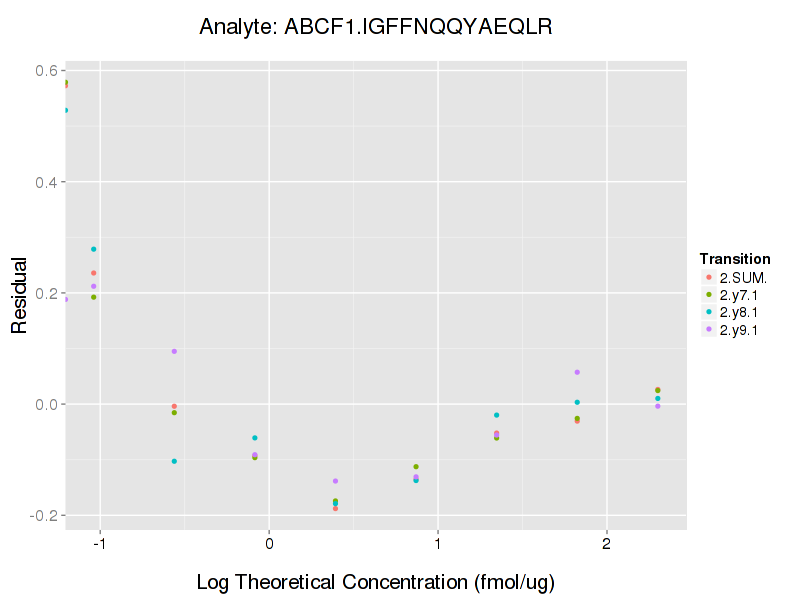 Analyte: ABCF1.IGFFNQQYAEQLR
0.6
0.4
0.2
0.0
-0.2
Residual
-1 0 1 2
Log Theoretical Concentration (fmol/ug)
Transition
2.SUM.
2.y7.1
2.y8.1
2.y9.1